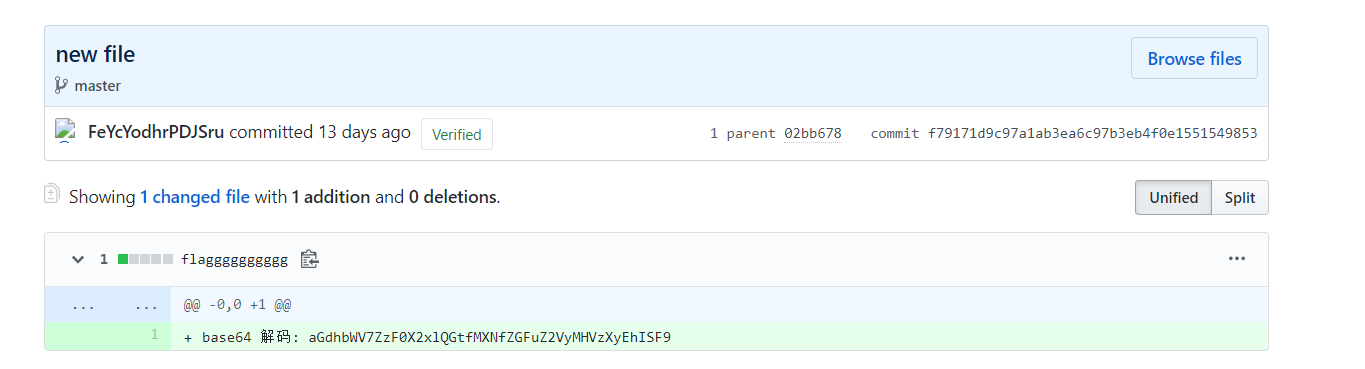 new file
Browse files
master
FeYcYodhrPDJSru committed 13 days ago Verified 1 parent 02bb678 commit f79171d9c97a1ab3ea6c97b3eb4f0e1551549853
Showing 1 changed file with 1 addition and 0 deletions.
Unified Split
1 flagggggggggg
... ... @@ -0,0 +1 @@
1 + base64 解码: aGdhbWV7ZzF0X2xlQGtfMXNfZGFuZ2VyMHVzXyEhISF9